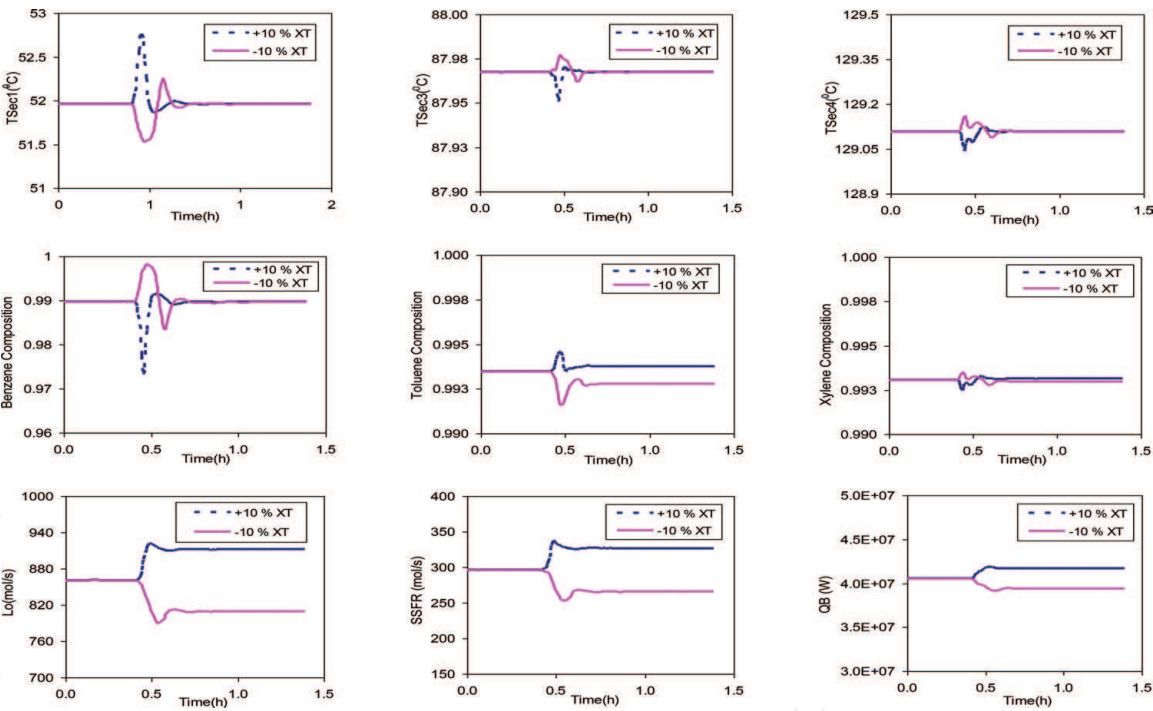 53
52.5
52
51.5
51
TSec1(⁰C)
+10 % XT
-10 % XT
0 1 1 2
Time(h)
88.00
87.98
87.95
87.93
87.90
TSec3(⁰C)
+10 % XT
-10 % XT
0.0 0.5 1.0 1.5
Time(h)
129.5
129.35
129.2
129.05
128.9
TSec4(⁰C)
+10 % XT
-10 % XT
0.0 0.5 1.0 1.5
Time(h)
1
0.99
0.98
0.97
0.96
Benzene Composition
+10 % XT
-10 % XT
0.0 0.5 1.0 1.5
Time(h)
1.000
0.998
0.995
0.993
0.990
Toluene Composition
+10 % XT
-10 % XT
0.0 0.5 1.0 1.5
Time(h)
1.000
0.998
0.995
0.993
0.990
Xylene Composition
+10 % XT
-10 % XT
0.0 0.5 1.0 1.5
Time(h)
1000
940
880
820
760
700
Lo(mol/s)
+10 % XT
-10 % XT
0.0 0.5 1.0 1.5
Time(h)
400
350
300
250
200
150
SSFR (mol/s)
+10 % XT
-10 % XT
0.0 0.5 1.0 1.5
Time(h)
5.0E+07
4.5E+07
4.0E+07
3.5E+07
3.0E+07
QB (W)
+10 % XT
-10 % XT
0.0 0.5 1.0 1.5
Time(h)